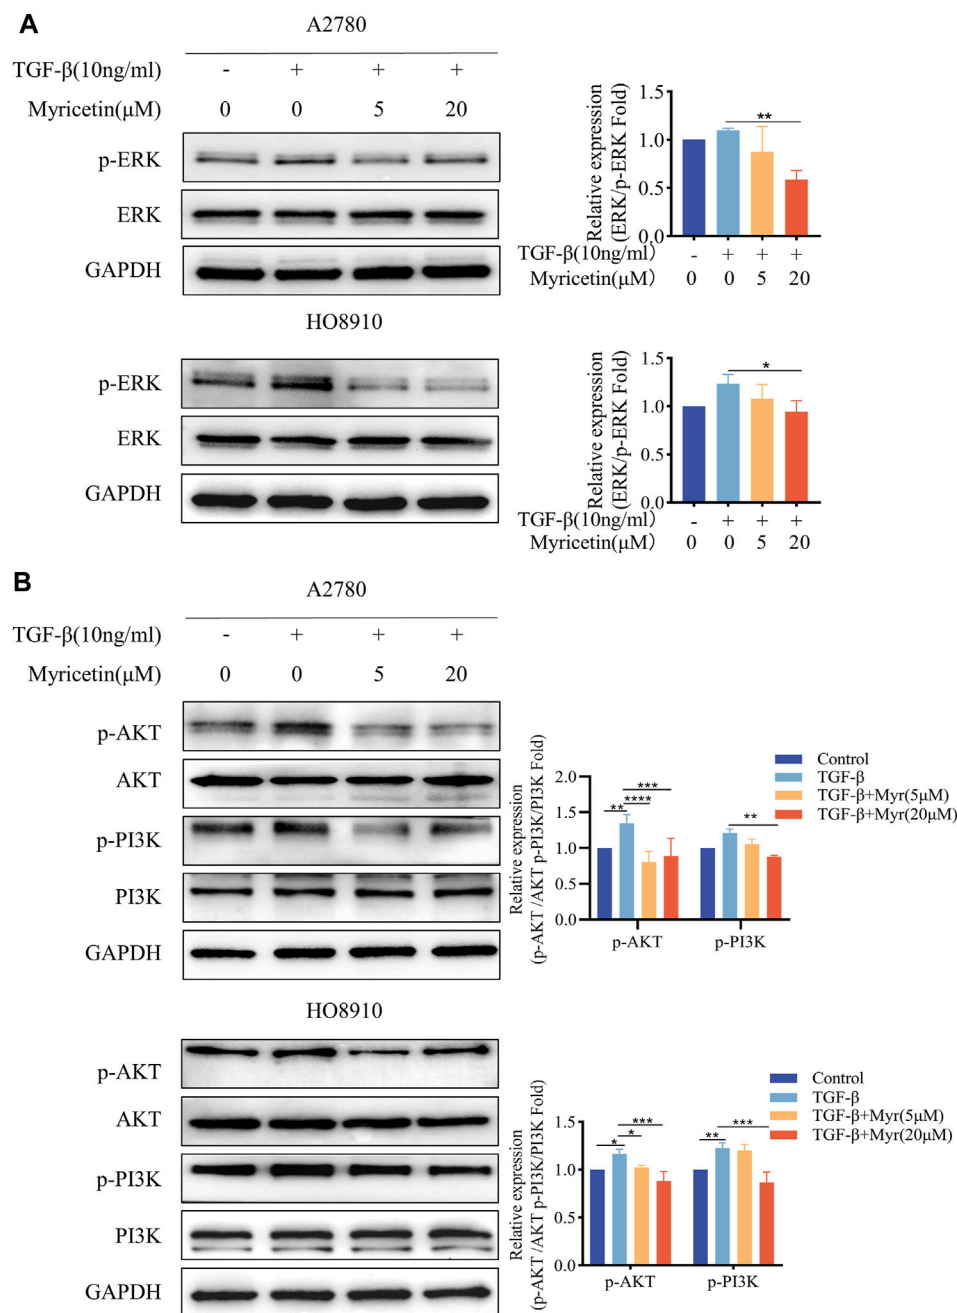 A
A2780
TGF-β(10ng/ml) - + + +
Myricetin(μM) 0 0 5 20
p-ERK
ERK
GAPDH
Relative expression
(ERK/p-ERK Fold)
1.5
1.0
0.5
0.0
**
TGF-β(10ng/ml) - + + +
Myricetin(μM) 0 0 5 20
HO8910
p-ERK
ERK
GAPDH
Relative expression
(ERK/p-ERK Fold)
1.5
1.0
0.5
0.0
*
TGF-β(10ng/ml) - + + +
Myricetin(μM) 0 0 5 20
B
A2780
TGF-β(10ng/ml) - + + +
Myricetin(μM) 0 0 5 20
p-AKT
AKT
p-PI3K
PI3K
GAPDH
Relative expression
(p-AKT /AKT p-PI3K/PI3K Fold)
2.0
1.5
1.0
0.5
0.0
***
** ****
**
p-AKT p-PI3K
Control
TGF-β
TGF-β+Myr(5μM)
TGF-β+Myr(20μM)
HO8910
p-AKT
AKT
p-PI3K
PI3K
GAPDH
Relative expression
(p-AKT /AKT p-PI3K/PI3K Fold)
1.5
1.0
0.5
0.0
*** ***
* * **
p-AKT p-PI3K
Control
TGF-β
TGF-β+Myr(5μM)
TGF-β+Myr(20μM)